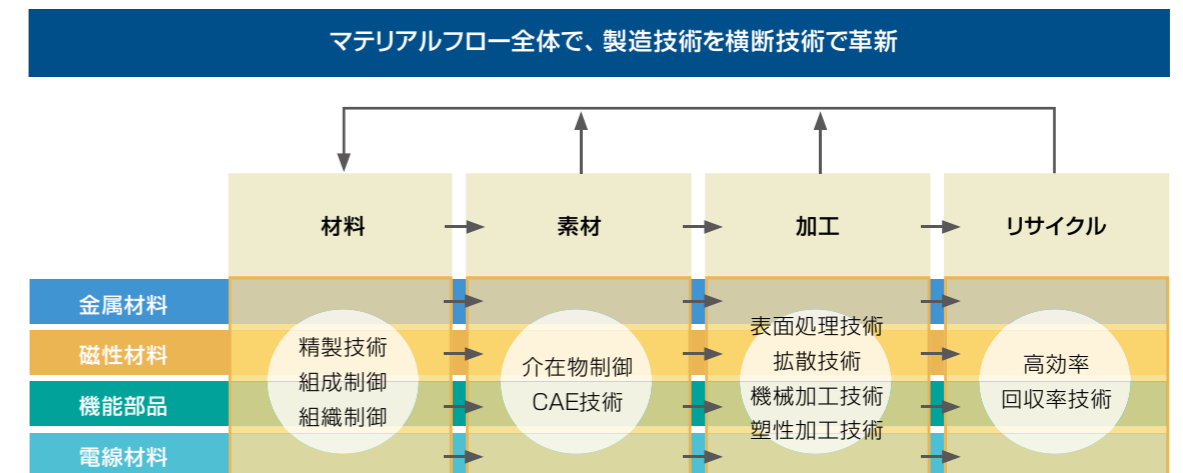 マテリアルフロー全体で、製造技術を横断技術で革新
材料
素材
加工
リサイクル
金属材料
磁性材料
機能部品
電線材料
精製技術
組成制御
組織制御
介在物制御
CAE技術
表面処理技術
拡散技術
機械加工技術
塑性加工技術
高効率
回収率技術